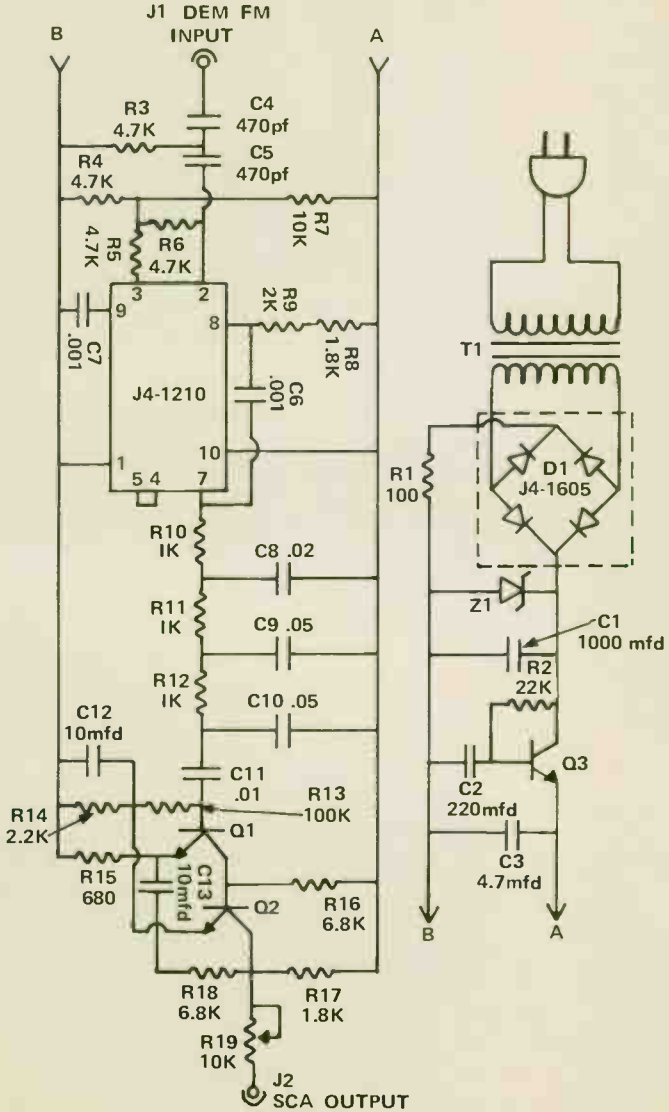 J1 DEM FM
INPUT
B
A
R3
4.7K
C4
470pf
R4
4.7K
C5
470pf
R5
4.7K
R6
4.7K
R7
10K
3
2
9
C7
.001
8
R9
2K
R8
1.8K
C6
.001
J4-1210
1
10
5 4
7
R10
IK
C8 .02
R11
IK
C9 .05
R12
IK
C10 .05
C12
10mfd
C11
.01
R13
100K
R14
2.2K
Q1
R15
680
C13
10mfd
Q2
R16
6.8K
R18
6.8K
R17
1.8K
R19
10K
J2
SCA OUTPUT
T1
R1
100
D1
J4-1605
Z1
C1
1000 mfd
R2
22K
C2
220mfd
Q3
C3
4.7mfd
B
A